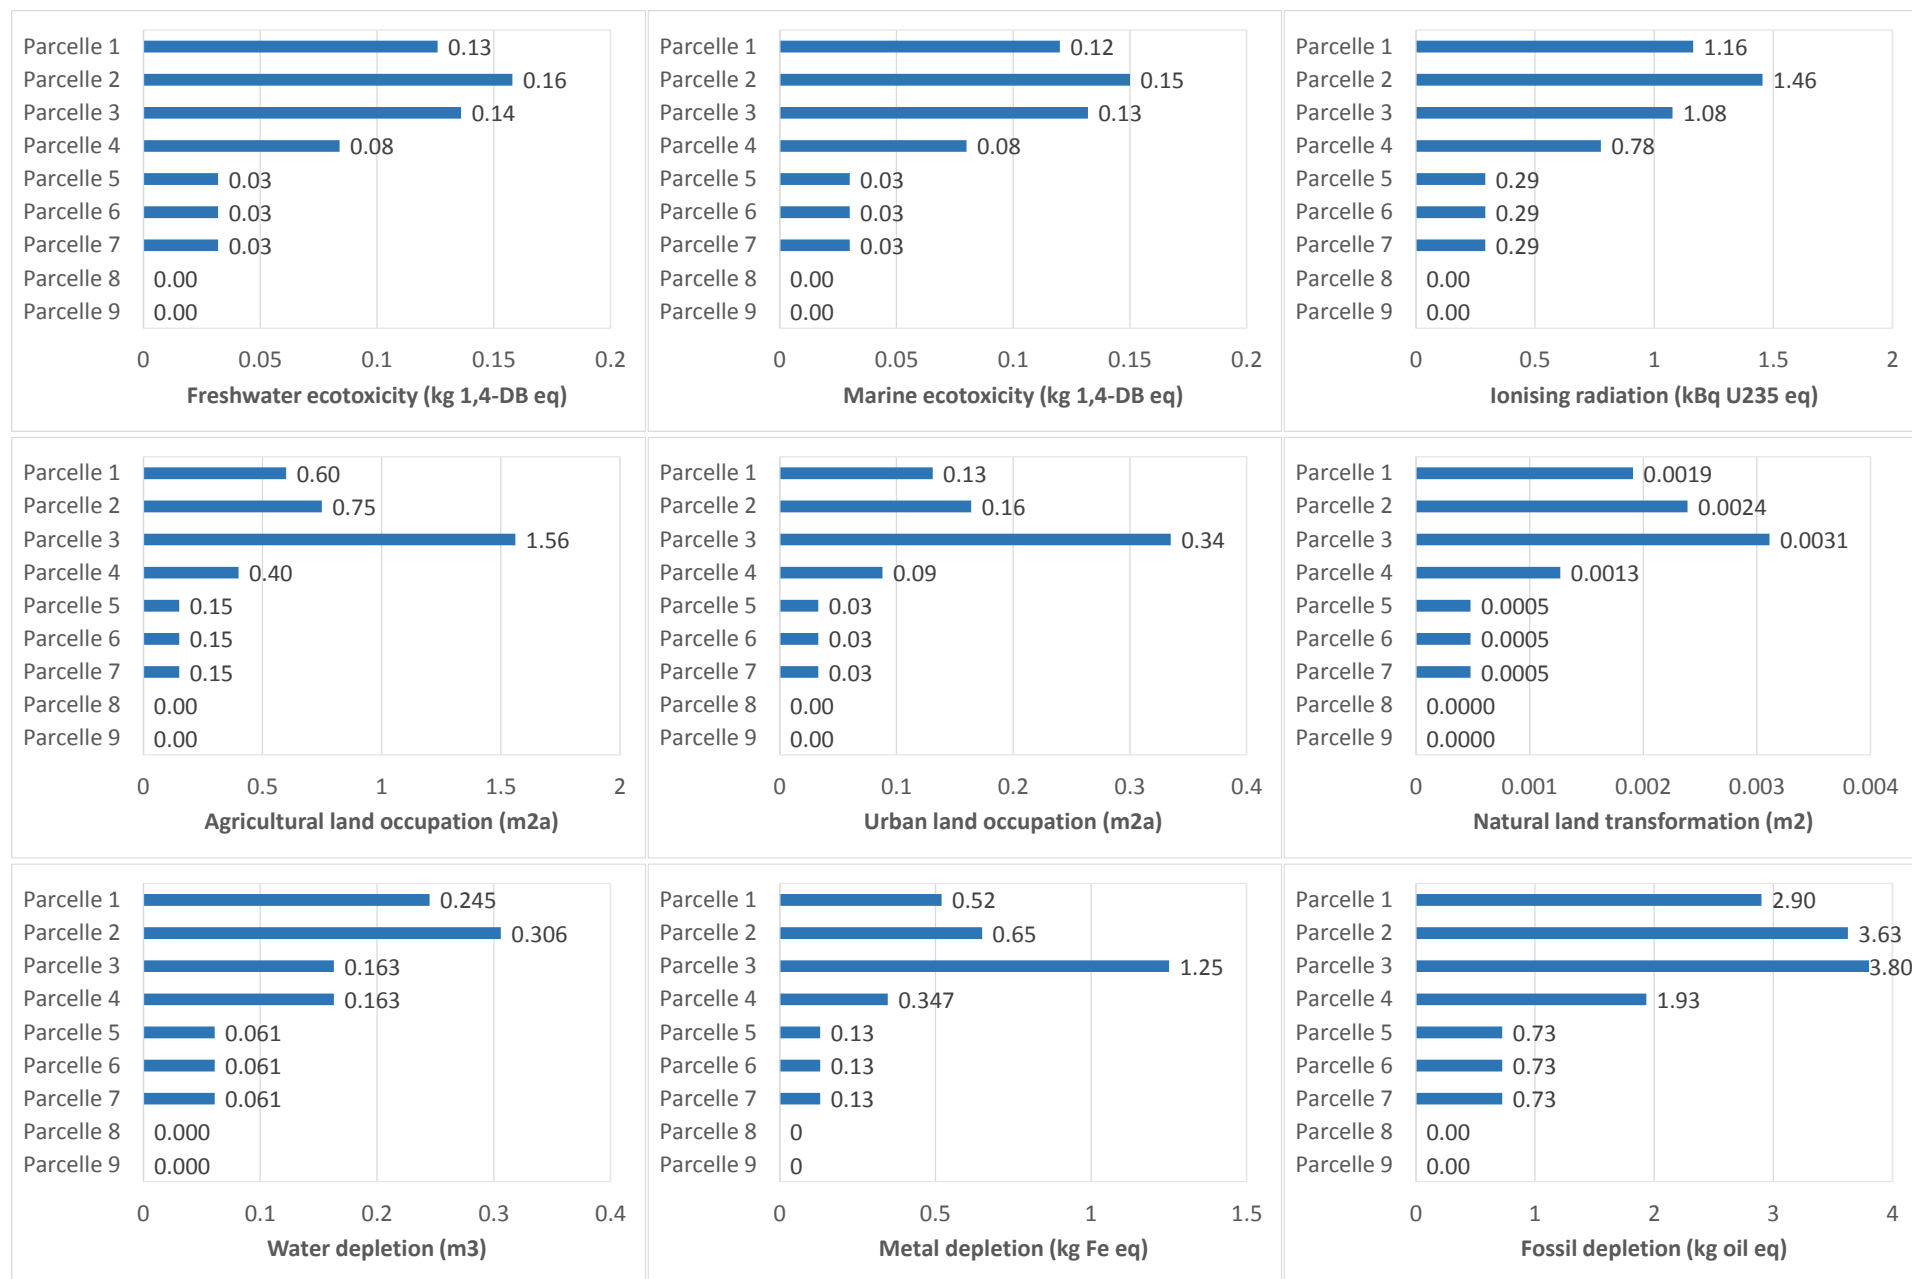 Parcelle 1 0.13
Parcelle 2 0.16
Parcelle 3 0.14
Parcelle 4 0.08
Parcelle 5 0.03
Parcelle 6 0.03
Parcelle 7 0.03
Parcelle 8 0.00
Parcelle 9 0.00
0 0.05 0.1 0.15 0.2
Freshwater ecotoxicity (kg 1,4-DB eq)
Parcelle 1 0.12
Parcelle 2 0.15
Parcelle 3 0.13
Parcelle 4 0.08
Parcelle 5 0.03
Parcelle 6 0.03
Parcelle 7 0.03
Parcelle 8 0.00
Parcelle 9 0.00
0 0.05 0.1 0.15 0.2
Marine ecotoxicity (kg 1,4-DB eq)
Parcelle 1 1.16
Parcelle 2 1.46
Parcelle 3 1.08
Parcelle 4 0.78
Parcelle 5 0.29
Parcelle 6 0.29
Parcelle 7 0.29
Parcelle 8 0.00
Parcelle 9 0.00
0 0.5 1 1.5 2
Ionising radiation (kBq U235 eq)
Parcelle 1 0.60
Parcelle 2 0.75
Parcelle 3 1.56
Parcelle 4 0.40
Parcelle 5 0.15
Parcelle 6 0.15
Parcelle 7 0.15
Parcelle 8 0.00
Parcelle 9 0.00
0 0.5 1 1.5 2
Agricultural land occupation (m2a)
Parcelle 1 0.13
Parcelle 2 0.16
Parcelle 3 0.34
Parcelle 4 0.09
Parcelle 5 0.03
Parcelle 6 0.03
Parcelle 7 0.03
Parcelle 8 0.00
Parcelle 9 0.00
0 0.1 0.2 0.3 0.4
Urban land occupation (m2a)
Parcelle 1 0.0019
Parcelle 2 0.0024
Parcelle 3 0.0031
Parcelle 4 0.0013
Parcelle 5 0.0005
Parcelle 6 0.0005
Parcelle 7 0.0005
Parcelle 8 0.0000
Parcelle 9 0.0000
0 0.001 0.002 0.003 0.004
Natural land transformation (m2)
Parcelle 1 0.245
Parcelle 2 0.306
Parcelle 3 0.163
Parcelle 4 0.163
Parcelle 5 0.061
Parcelle 6 0.061
Parcelle 7 0.061
Parcelle 8 0.000
Parcelle 9 0.000
0 0.1 0.2 0.3 0.4
Water depletion (m3)
Parcelle 1 0.52
Parcelle 2 0.65
Parcelle 3 1.25
Parcelle 4 0.347
Parcelle 5 0.13
Parcelle 6 0.13
Parcelle 7 0.13
Parcelle 8 0
Parcelle 9 0
0 0.5 1 1.5
Metal depletion (kg Fe eq)
Parcelle 1 2.90
Parcelle 2 3.63
Parcelle 3 3.80
Parcelle 4 1.93
Parcelle 5 0.73
Parcelle 6 0.73
Parcelle 7 0.73
Parcelle 8 0.00
Parcelle 9 0.00
0 1 2 3 4
Fossil depletion (kg oil eq)